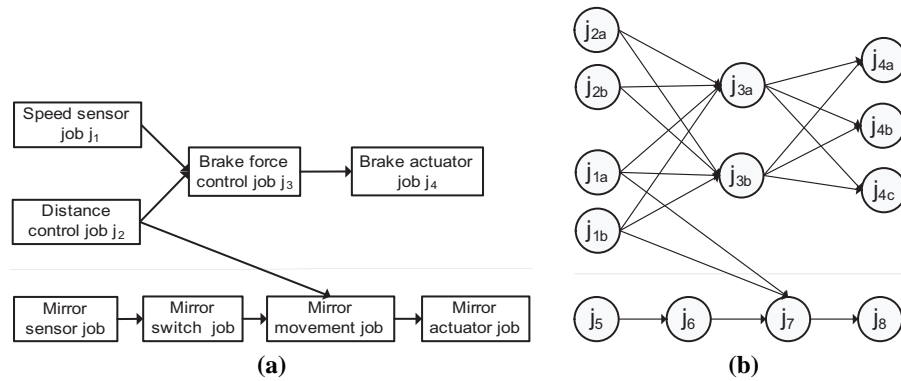 Speed sensor
job j1
Brake force
control job j3
Brake actuator
job j4
Distance
control job j2
Mirror
sensor job
Mirror
switch job
Mirror
movement job
Mirror
actuator job
(a)
j2a
j2b
j1a
j1b
j3a
j3b
j4a
j4b
j4c
j5
j6
j7
j8
(b)